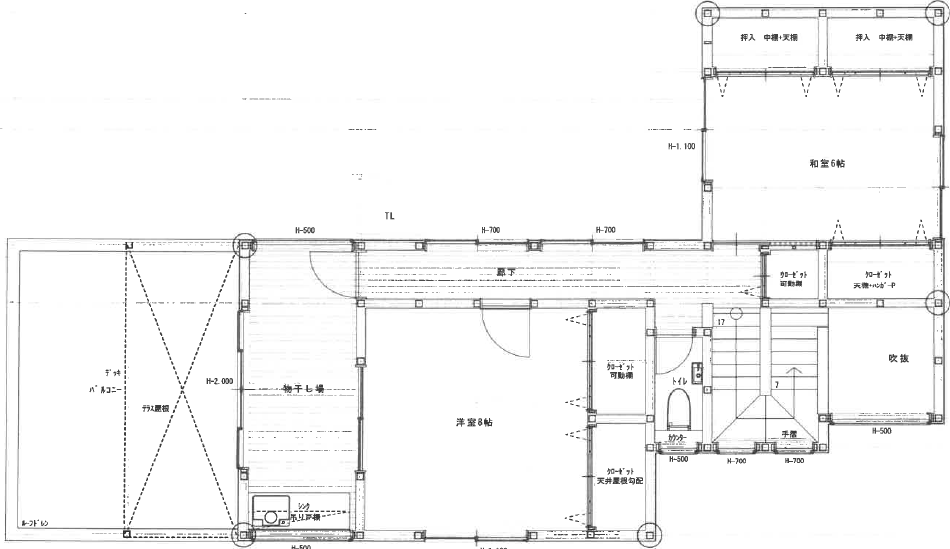 押入 中棚+天棚
押入 中棚+天棚
H-1.100
和室6帖
TL
H-500
H-700
H-700
廊下
クローゼット
可動棚
クローゼット
天棚+ハンガーP
17
吹抜
デッキ
バルコニー
テラス屋根
H-2.000
物干し場
洋室8帖
クローゼット
可動棚
トイレ
7
手摺
カウンター
H-500
H-700
H-700
H-500
クローゼット
天井屋根勾配
シンク
吊り戸棚
ルーフドレン
H-500